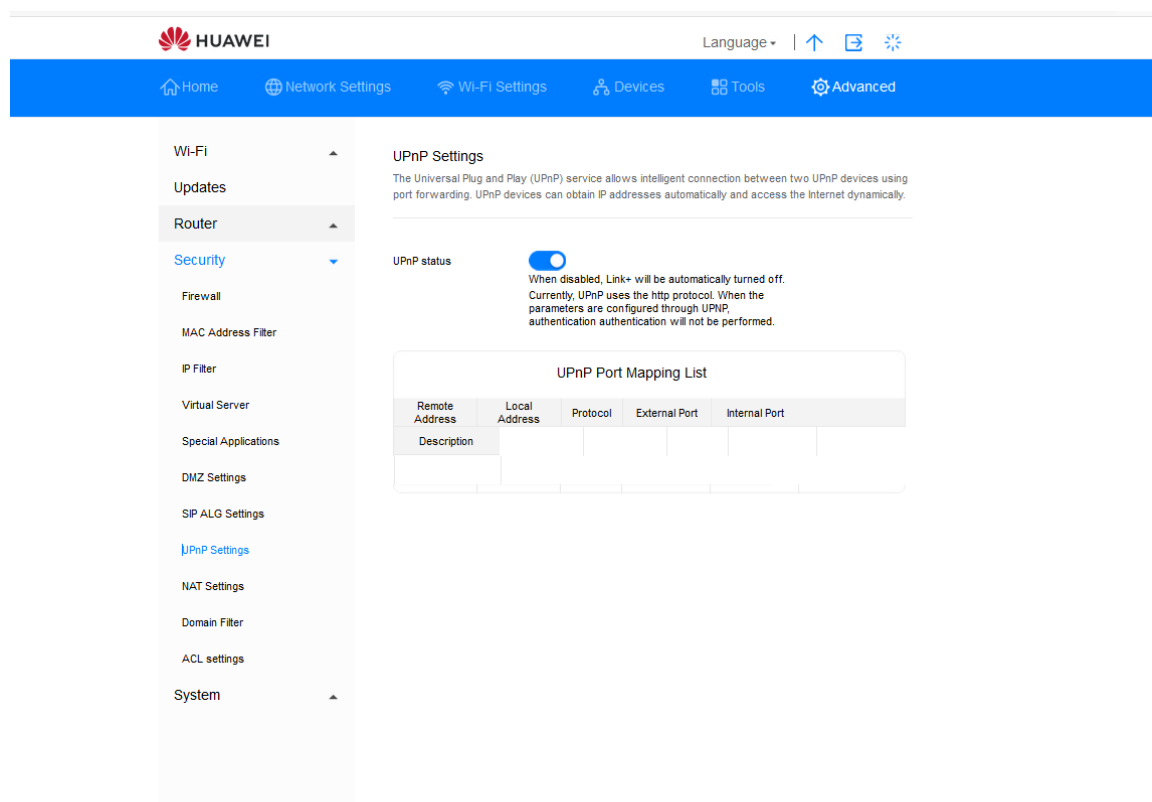 HUAWEI
Language
Home
Network Settings
Wi-Fi Settings
Devices
Tools
Advanced
Wi-Fi
Updates
Router
Security
Firewall
MAC Address Filter
IP Filter
Virtual Server
Special Applications
DMZ Settings
SIP ALG Settings
UPnP Settings
NAT Settings
Domain Filter
ACL settings
System
UPnP Settings
The Universal Plug and Play (UPnP) service allows intelligent connection between two UPnP devices using
port forwarding. UPnP devices can obtain IP addresses automatically and access the Internet dynamically.
UPnP status
When disabled, Link+ will be automatically turned off.
Currently, UPnP uses the http protocol. When the
parameters are configured through UPNP,
authentication authentication will not be performed.
UPnP Port Mapping List
Remote
Address
Local
Address
Protocol
External Port
Internal Port
Description